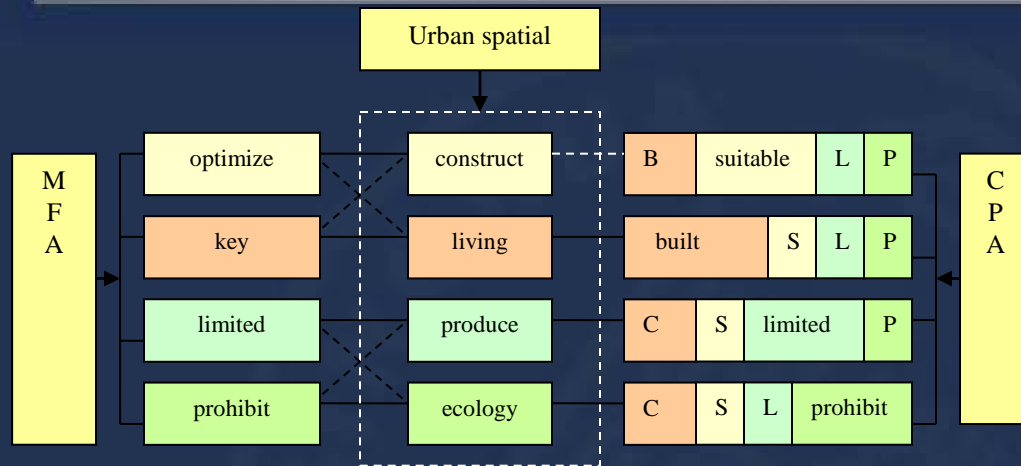 Urban spatial
M
F
A
optimize
construct
B suitable L P
key
living
built S L P
limited
produce
C S limited P
prohibit
ecology
C S L prohibit
C
P
A